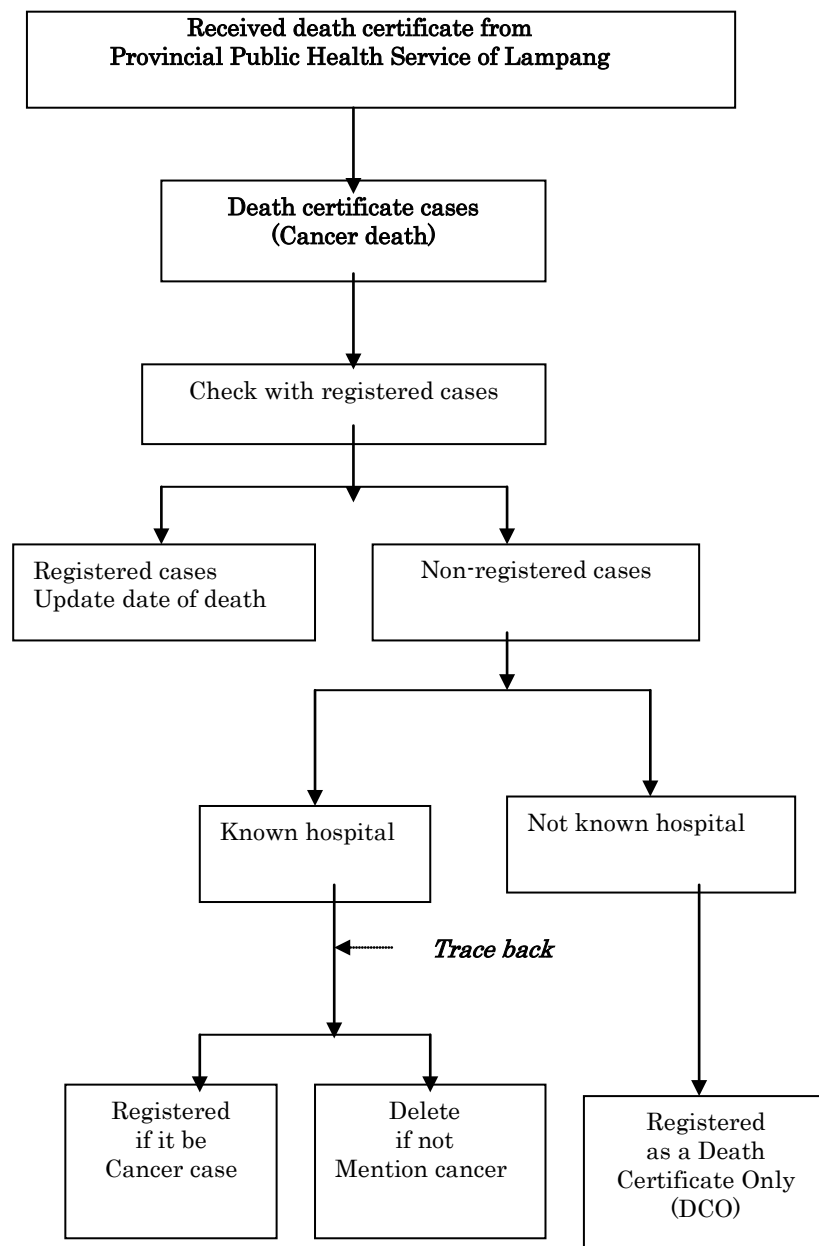 Received death certificate from
Provincial Public Health Service of Lampang
Death certificate cases
(Cancer death)
Check with registered cases
Registered cases
Update date of death
Non-registered cases
Known hospital
Not known hospital
Trace back
Registered
if it be
Cancer case
Delete
if not
Mention cancer
Registered
as a Death
Certificate Only
(DCO)